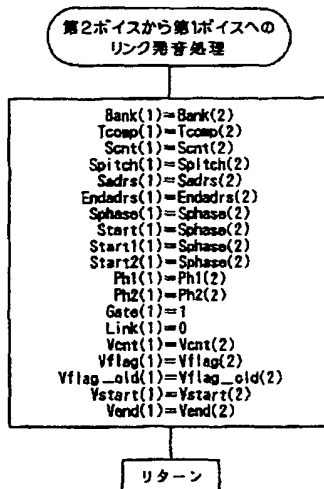 第2ボイスから第1ボイスへの
リンク発音処理
Bank(1)=Bank(2)
Tcomp(1)=Tcomp(2)
Scnt(1)=Scnt(2)
Spitch(1)=Spitch(2)
Sadrs(1)=Sadrs(2)
Endadrs(1)=Endadrs(2)
Sphase(1)=Sphase(2)
Start(1)=Sphase(2)
Start1(1)=Sphase(2)
Start2(1)=Sphase(2)
Ph1(1)=Ph1(2)
Ph2(1)=Ph2(2)
Gate(1)=1
Link(1)=0
Vcnt(1)=Vcnt(2)
Vflag(1)=Vflag(2)
Vflag_old(1)=Vflag_old(2)
Vstart(1)=Vstart(2)
Vend(1)=Vend(2)
リターン